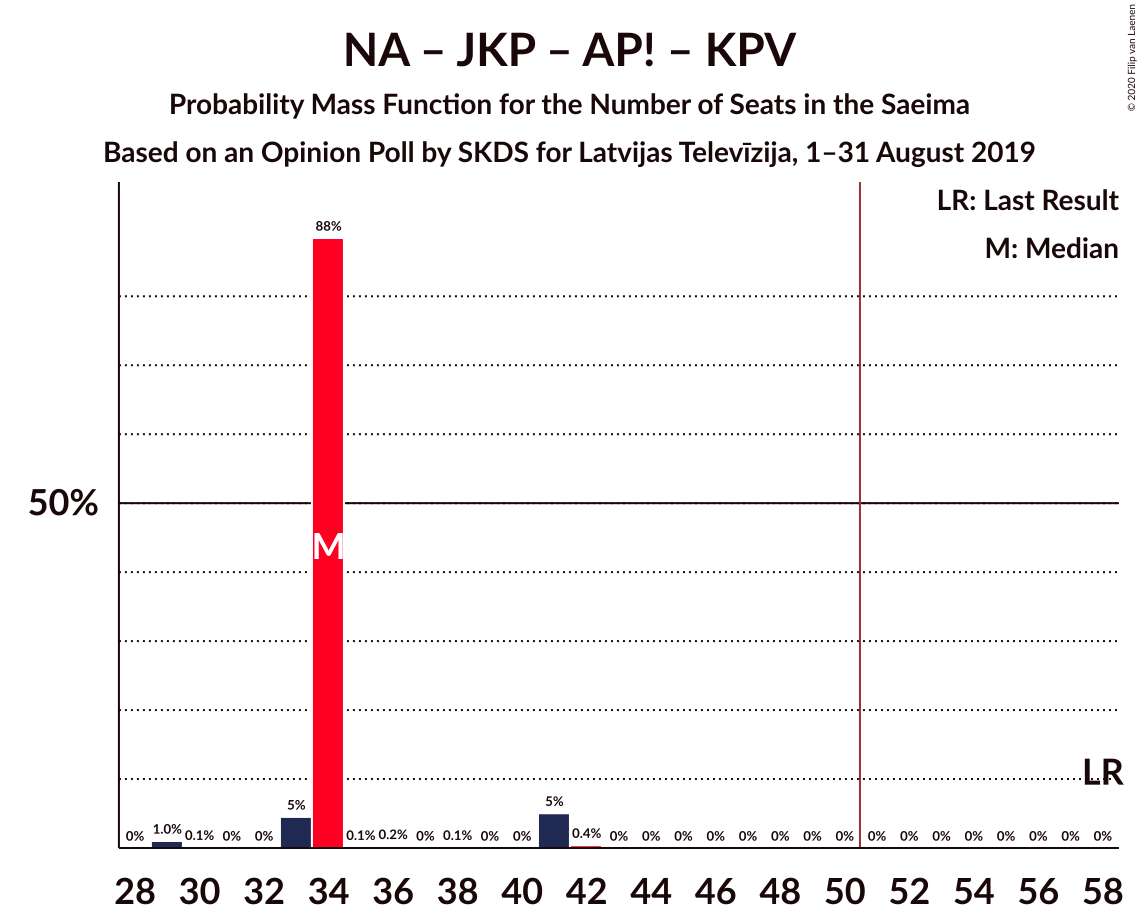 NA – JKP – AP! – KPV
Probability Mass Function for the Number of Seats in the Saeima
Based on an Opinion Poll by SKDS for Latvijas Televīzija, 1–31 August 2019
© 2020 Filip van Laenen
LR: Last Result
M: Median
88%
50%
M
LR
0% 1.0% 0.1% 0% 0% 5% 0.1% 0.2% 0% 0.1% 0% 0% 5% 0.4% 0% 0% 0% 0% 0% 0% 0% 0% 0% 0% 0% 0% 0% 0% 0% 0%
28 30 32 34 36 38 40 42 44 46 48 50 52 54 56 58